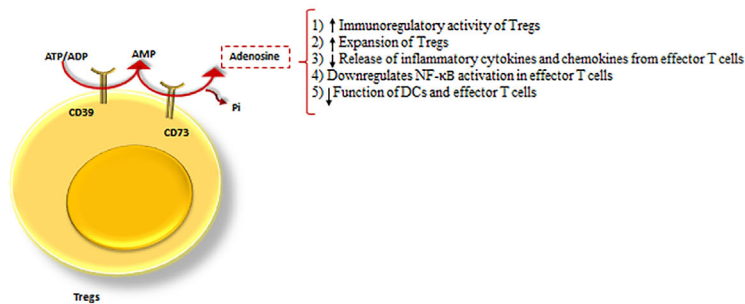 1) ↑ Immunoregulatory activity of Tregs
2) ↑ Expansion of Tregs
3) ↓ Release of inflammatory cytokines and chemokines from effector T cells
4) Downregulates NF-κB activation in effector T cells
5) ↓ Function of DCs and effector T cells
ATP/ADP AMP Adenosine
Pi
CD39
CD73
Tregs